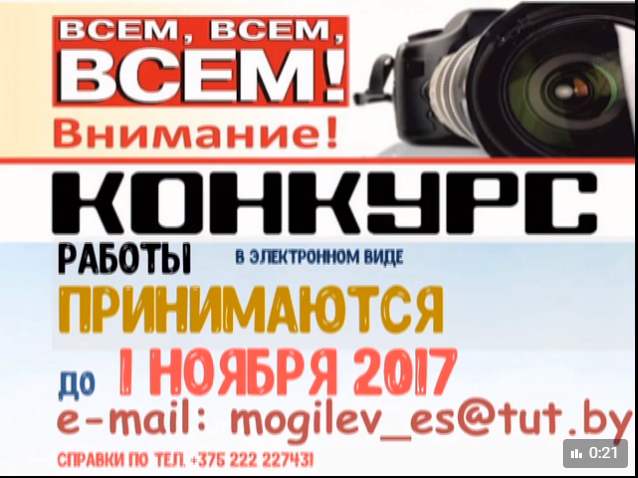 ВСЕМ, ВСЕМ,
ВСЕМ!
Внимание!
КОНКУРС
РАБОТЫ В ЭЛЕКТРОННОМ ВИДЕ
ПРИНИМАЮТСЯ
ДО 1 НОЯБРЯ 2017
e-mail: mogilev_es@tut.by
СПРАВКИ ПО ТЕЛ. +375 222 227431
0:21